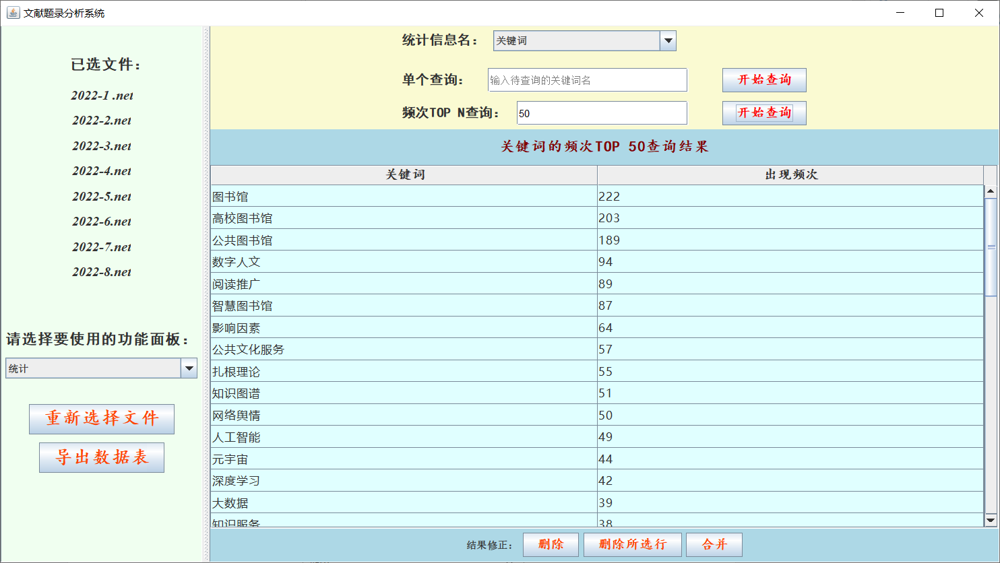 文献题录分析系统
已选文件：
2022-1 .net
2022-2.net
2022-3.net
2022-4.net
2022-5.net
2022-6.net
2022-7.net
2022-8.net
请选择要使用的功能面板：
统计
重新选择文件
导出数据表
统计信息名： 关键词
单个查询： 输入待查询的关键词名 开始查询
频次TOP N查询： 50 开始查询
关键词的频次TOP 50查询结果
关键词 出现频次
图书馆 222
高校图书馆 203
公共图书馆 189
数字人文 94
阅读推广 89
智慧图书馆 87
影响因素 64
公共文化服务 57
扎根理论 55
知识图谱 51
网络舆情 50
人工智能 49
元宇宙 44
深度学习 42
大数据 39
知识服务 38
结果修正： 删除 删除所选行 合并